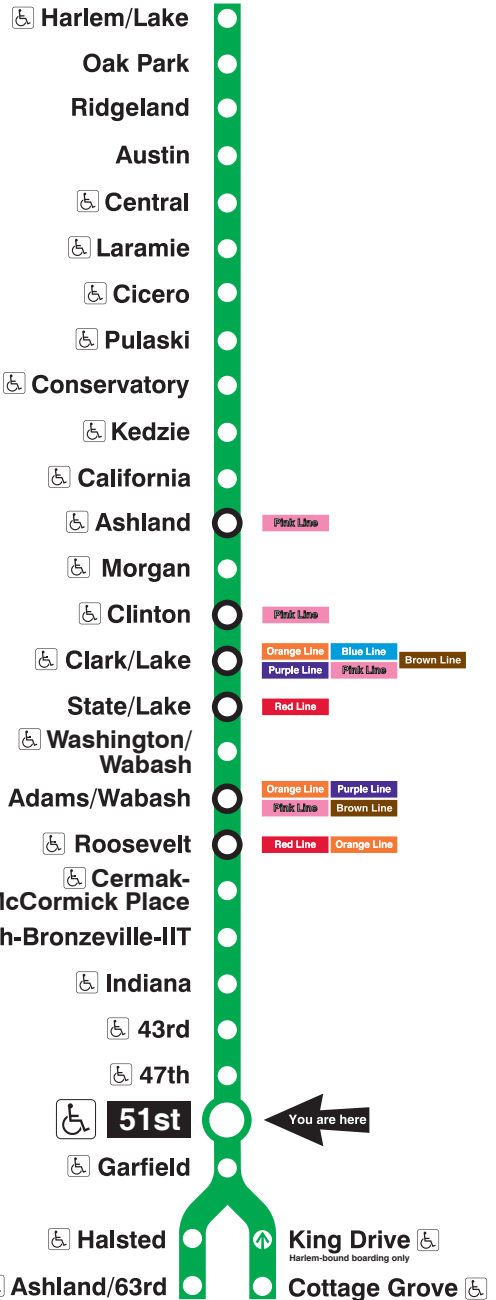 Harlem/Lake
Oak Park
Ridgeland
Austin
Central
Laramie
Cicero
Pulaski
Conservatory
Kedzie
California
Ashland
Pink Line
Morgan
Clinton
Pink Line
Clark/Lake
Orange Line Blue Line
Brown Line
Purple Line Pink Line
State/Lake
Red Line
Washington/
Wabash
Adams/Wabash
Orange Line Purple Line
Pink Line Brown Line
Roosevelt
Red Line Orange Line
Cermak-
McCormick Place
h-Bronzeville-IIT
Indiana
43rd
47th
51st
You are here
Garfield
Halsted
King Drive
Harlem-bound boarding only
Ashland/63rd
Cottage Grove